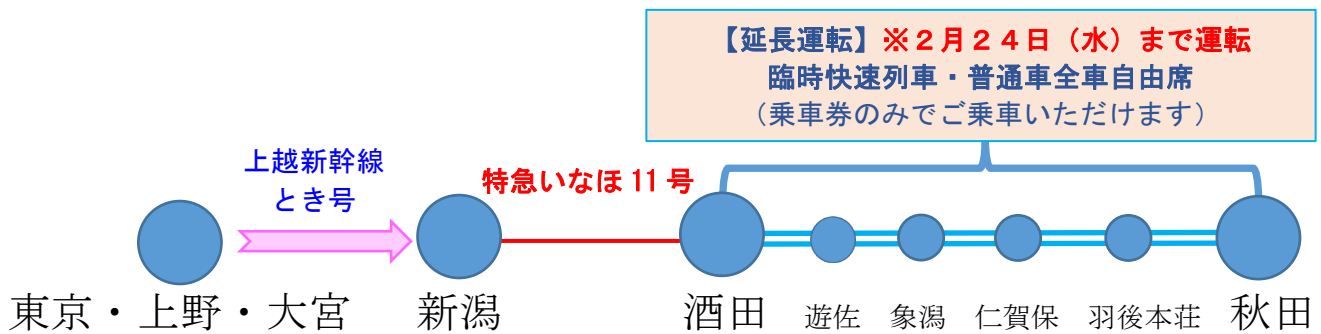 【延長運転】※２月２４日（水）まで運転
臨時快速列車・普通車全車自由席
（乗車券のみでご乗車いただけます）
上越新幹線
とき号
特急いなほ 11 号
東京・上野・大宮
新潟
酒田
遊佐
象潟
仁賀保
羽後本荘
秋田